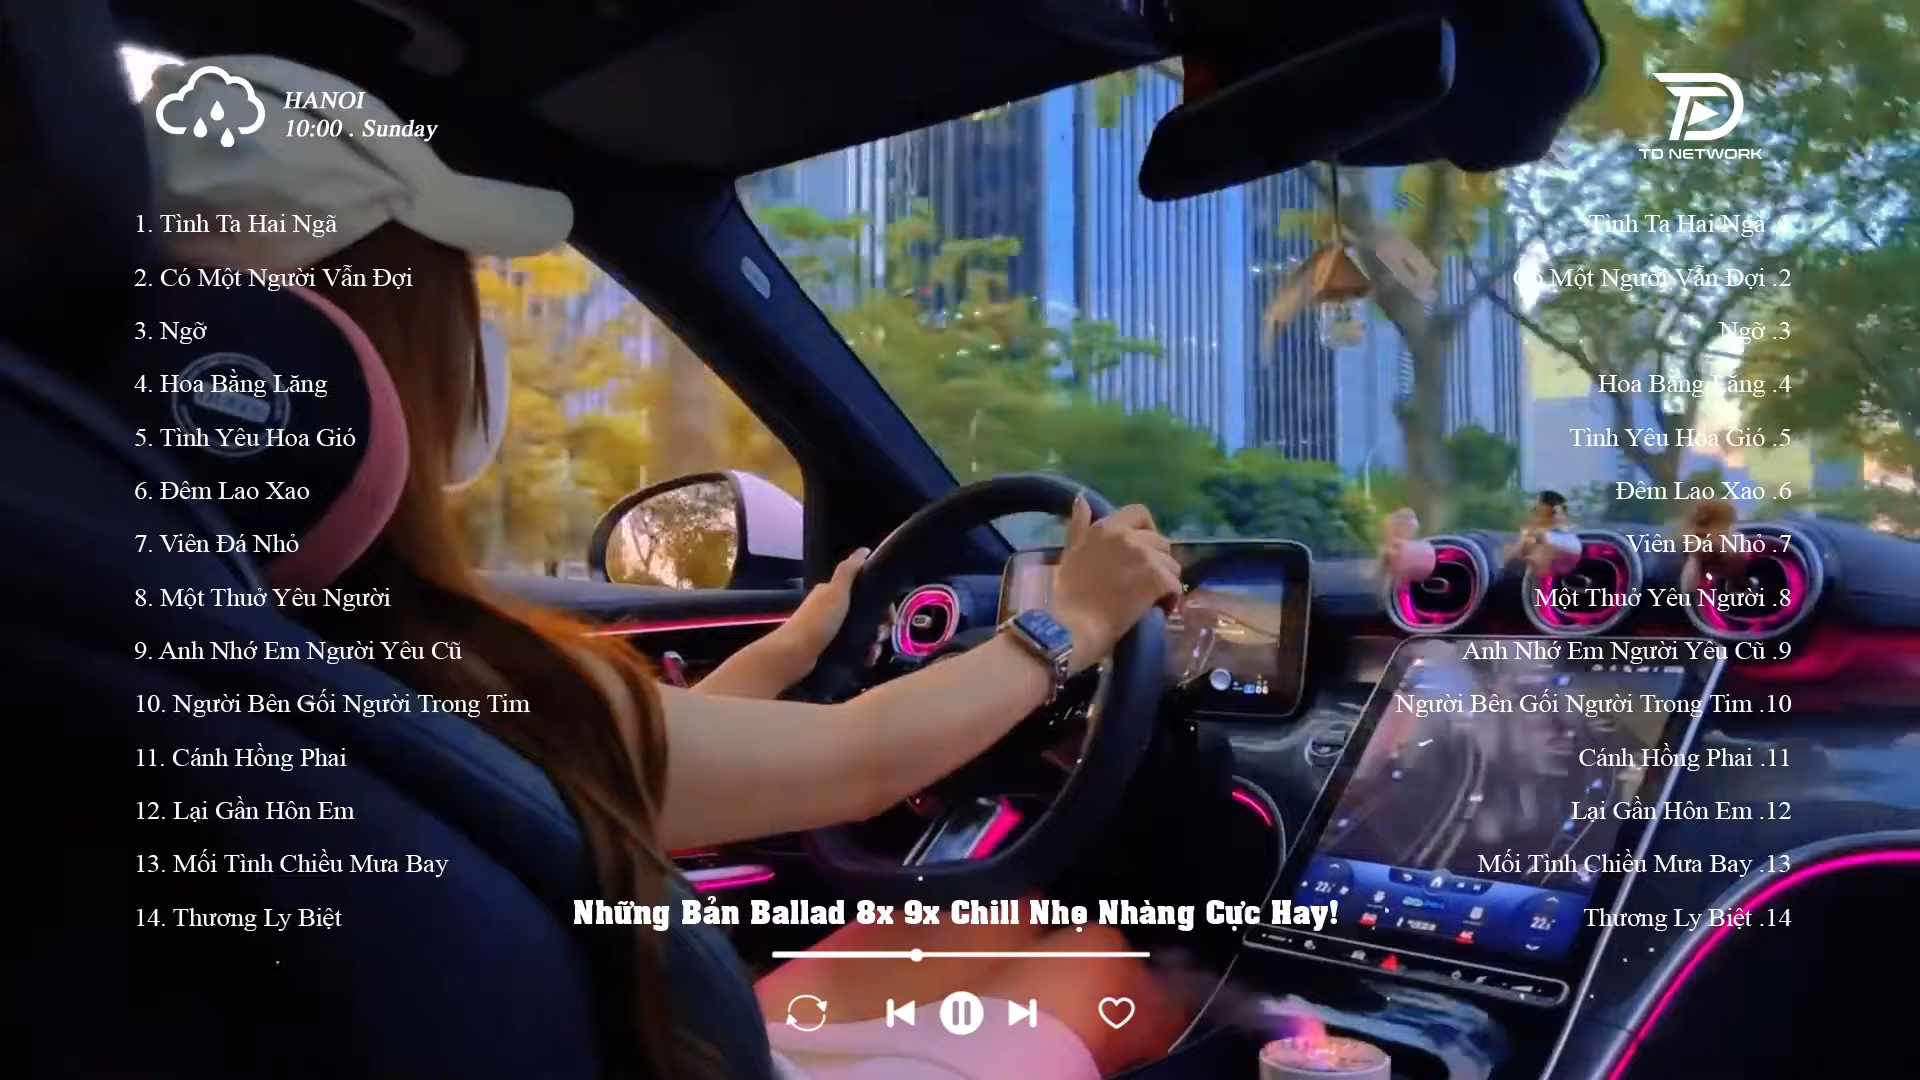 HANOI
10:00 . Sunday
TD NETWORK
1. Tình Ta Hai Ngã
2. Có Một Người Vẫn Đợi
3. Ngỡ
4. Hoa Bằng Lăng
5. Tình Yêu Hoa Gió
6. Đêm Lao Xao
7. Viên Đá Nhỏ
8. Một Thuở Yêu Người
9. Anh Nhớ Em Người Yêu Cũ
10. Người Bên Gối Người Trong Tim
11. Cánh Hồng Phai
12. Lại Gần Hôn Em
13. Mối Tình Chiều Mưa Bay
14. Thương Ly Biệt
Tình Ta Hai Ngã .1
Có Một Người Vẫn Đợi .2
Ngỡ .3
Hoa Bằng Lăng .4
Tình Yêu Hoa Gió .5
Đêm Lao Xao .6
Viên Đá Nhỏ .7
Một Thuở Yêu Người .8
Anh Nhớ Em Người Yêu Cũ .9
Người Bên Gối Người Trong Tim .10
Cánh Hồng Phai .11
Lại Gần Hôn Em .12
Mối Tình Chiều Mưa Bay .13
Thương Ly Biệt .14
22
22
Những Bản Ballad 8x 9x Chill Nhẹ Nhàng Cực Hay!